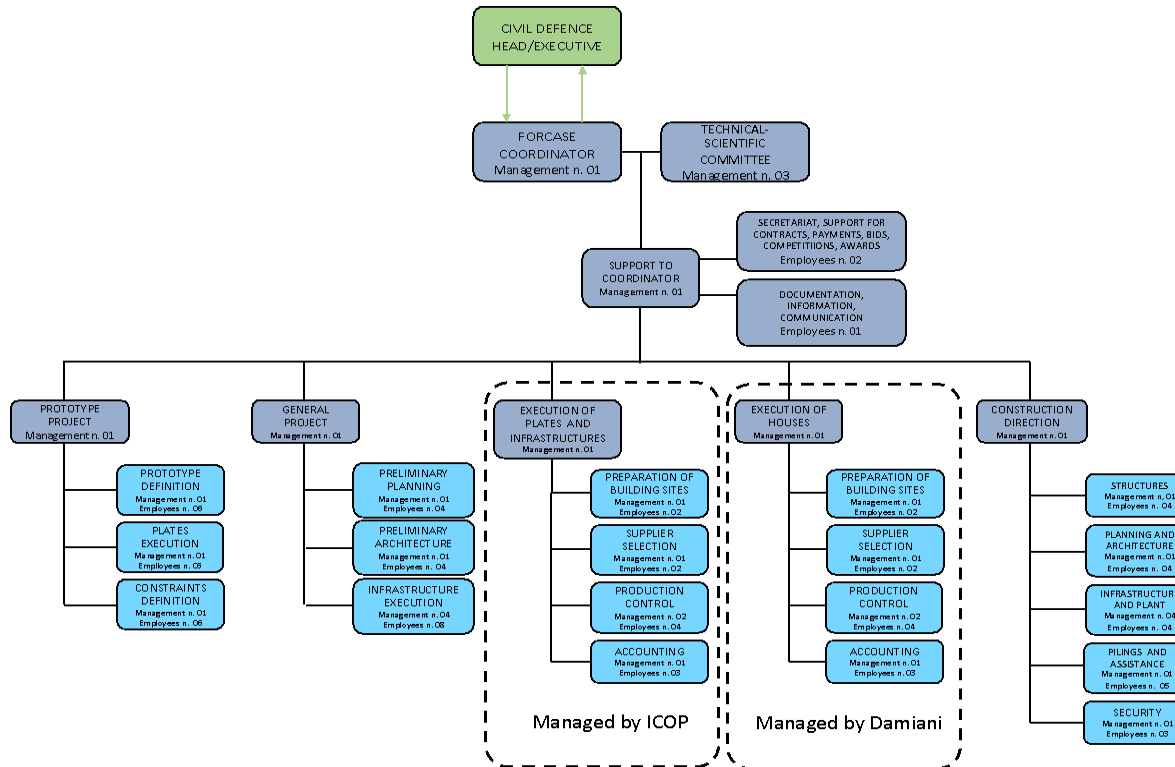 CIVIL DEFENCE
HEAD/EXECUTIVE
FORCASE
COORDINATOR
Management n. 01
TECHNICAL-
SCIENTIFIC
COMMITTEE
Management n. 03
SECRETARIAT, SUPPORT FOR
CONTRACTS, PAYMENTS, BIDS,
COMPETITIIONS, AWARDS
Employees n. 02
SUPPORT TO
COORDINATOR
Management n. 01
DOCUMENTATION,
INFORMATION,
COMMUNICATION
Employees n. 01
PROTOTYPE
PROJECT
Management n. 01
PROTOTYPE
DEFINITION
Management n. 01
Employees n. 06
PLATES
EXECUTION
Management n. 01
Employees n. 05
CONSTRAINTS
DEFINITION
Management n. 01
Employees n. 06
GENERAL
PROJECT
Management n. 01
PRELIMINARY
PLANNING
Management n. 01
Employees n. 04
PRELIMINARY
ARCHITECTURE
Management n. 01
Employees n. 04
INFRASTRUCTURE
EXECUTION
Management n. 04
Employees n. 08
EXECUTION OF
PLATES AND
INFRASTRUCTURES
Management n. 01
PREPARATION OF
BUILDING SITES
Management n. 01
Employees n. 02
SUPPLIER
SELECTION
Management n. 01
Employees n. 02
PRODUCTION
CONTROL
Management n. 02
Employees n. 04
ACCOUNTING
Management n. 01
Employees n. 03
Managed by ICOP
EXECUTION OF
HOUSES
Management n. 01
PREPARATION OF
BUILDING SITES
Management n. 01
Employees n. 02
SUPPLIER
SELECTION
Management n. 01
Employees n. 02
PRODUCTION
CONTROL
Management n. 02
Employees n. 04
ACCOUNTING
Management n. 01
Employees n. 03
Managed by Damiani
CONSTRUCTION
DIRECTION
Management n. 01
STRUCTURES
Management n. 01
Employees n. 04
PLANNING AND
ARCHITECTURE
Management n. 01
Employees n. 04
INFRASTRUCTUR
AND PLANT
Management n. 04
Employees n. 04
PILINGS AND
ASSISTANCE
Management n. 01
Employees n. 05
SECURITY
Management n. 01
Employees n. 03